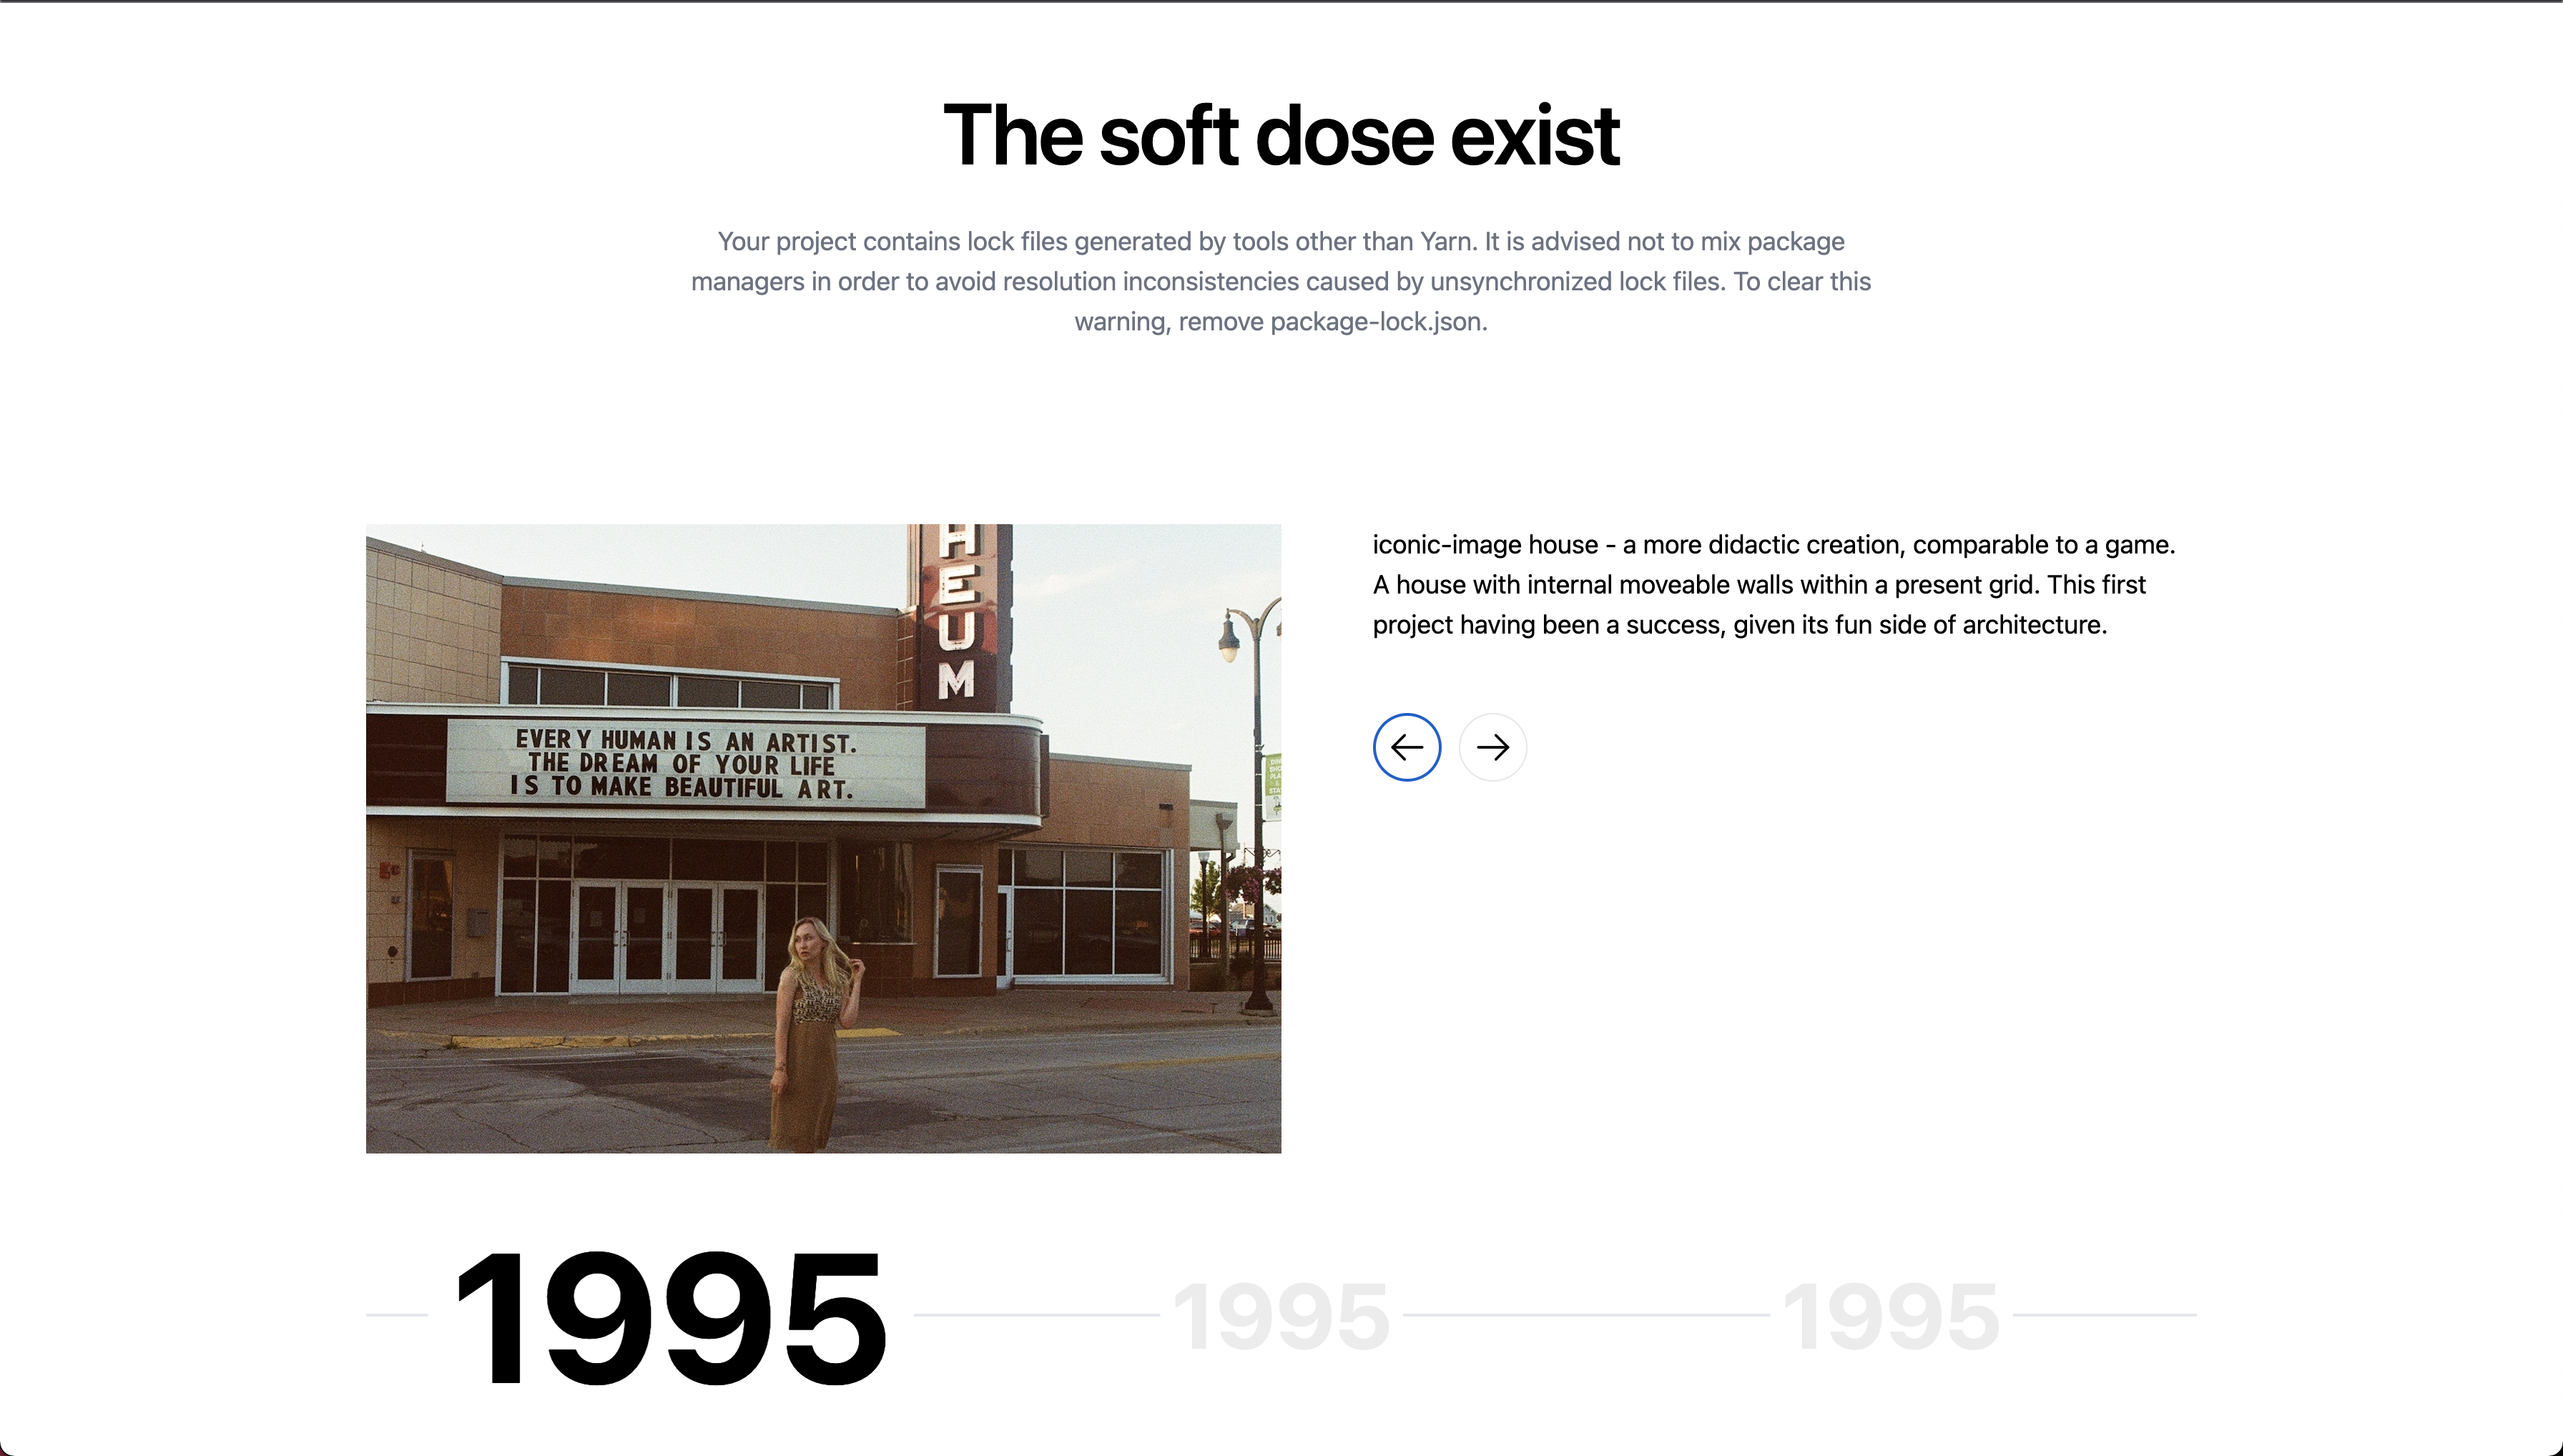 The soft dose exist
Your project contains lock files generated by tools other than Yarn. It is advised not to mix package
managers in order to avoid resolution inconsistencies caused by unsynchronized lock files. To clear this
warning, remove package-lock.json.
HEUM
EVERY HUMAN IS AN ARTIST.
THE DREAM OF YOUR LIFE
IS TO MAKE BEAUTIFUL ART.
iconic-image house - a more didactic creation, comparable to a game.
A house with internal moveable walls within a present grid. This first
project having been a success, given its fun side of architecture.
1995
1995
1995